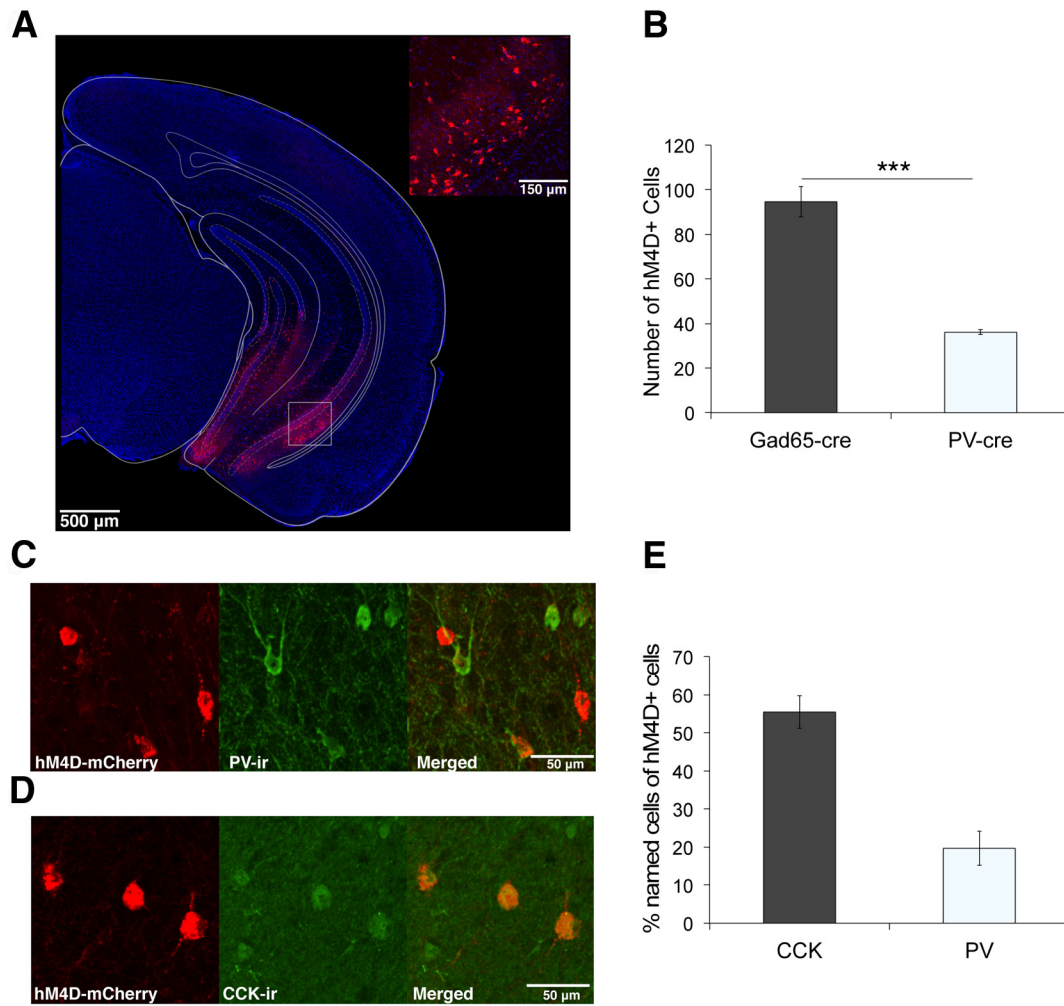 A
150 µm
500 µm
B
Number of hM4D+ Cells
120
100
80
60
40
20
0
***
Gad65-cre
PV-cre
C
hM4D-mCherry
PV-ir
Merged
50 µm
D
hM4D-mCherry
CCK-ir
Merged
50 µm
E
% named cells of hM4D+ cells
70
60
50
40
30
20
10
0
CCK
PV